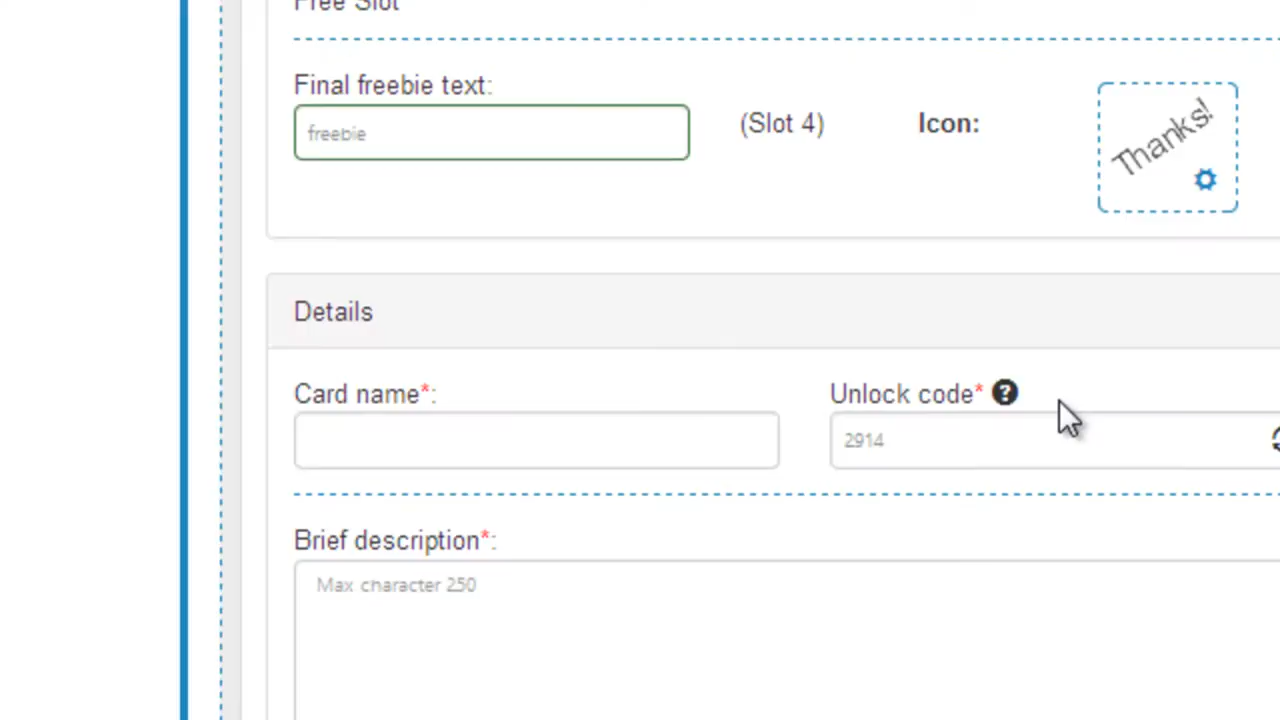 Free Slot
Final freebie text:
freebie
(Slot 4)
Icon:
Thanks!
Details
Card name*:
Unlock code*
2914
Brief description*:
Max character 250